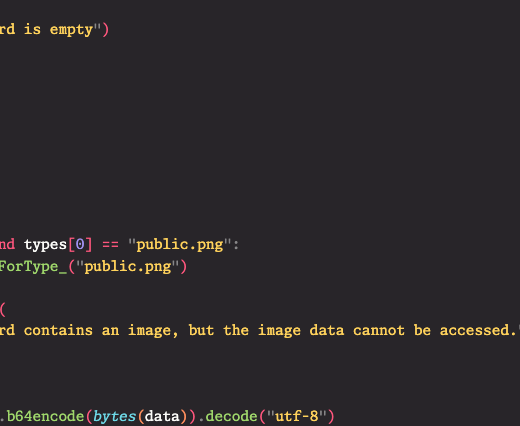 rd is empty")
nd types[0] == "public.png":
ForType_("public.png")
(
rd contains an image, but the image data cannot be accessed."
.b64encode(bytes(data)).decode("utf-8")